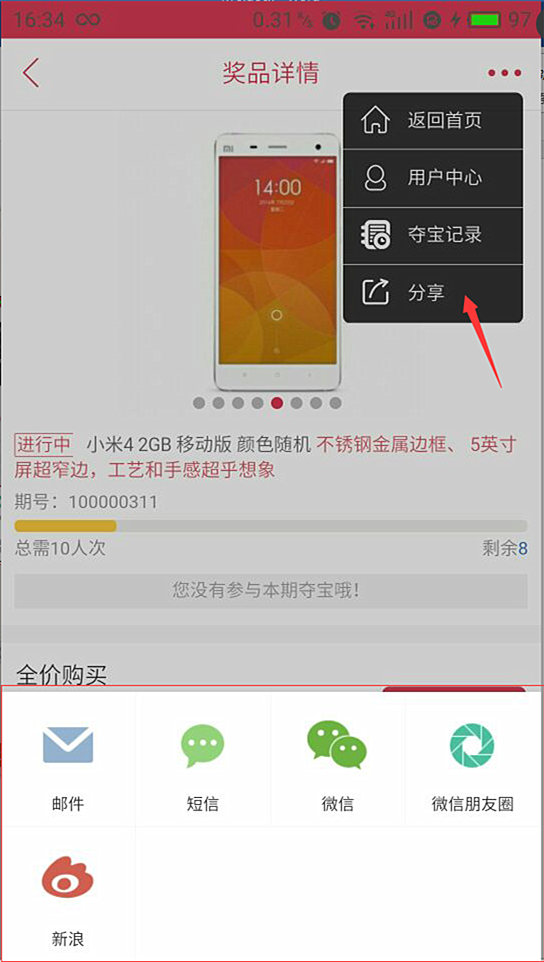 16:34 0.31 K/s 97
奖品详情
返回首页
用户中心
夺宝记录
分享
MI
14:00
进行中 小米4 2GB 移动版 颜色随机 不锈钢金属边框、 5英寸
屏超窄边，工艺和手感超乎想象
期号：100000311
总需10人次 剩余8
您没有参与本期夺宝哦！
全价购买
邮件 短信 微信 微信朋友圈
新浪